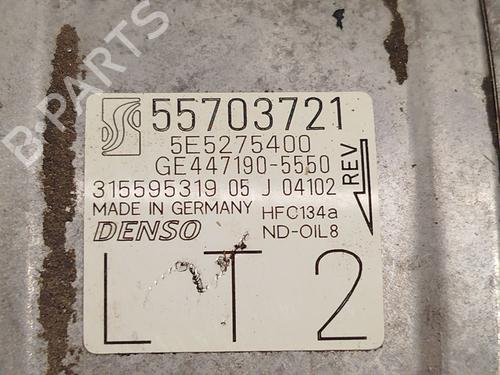 55703721
5E5275400
GE447190-5550
315595319 05 J 04102
REV
MADE IN GERMANY
HFC134a
DENSO
ND-OIL8
L T 2
B-PARTS